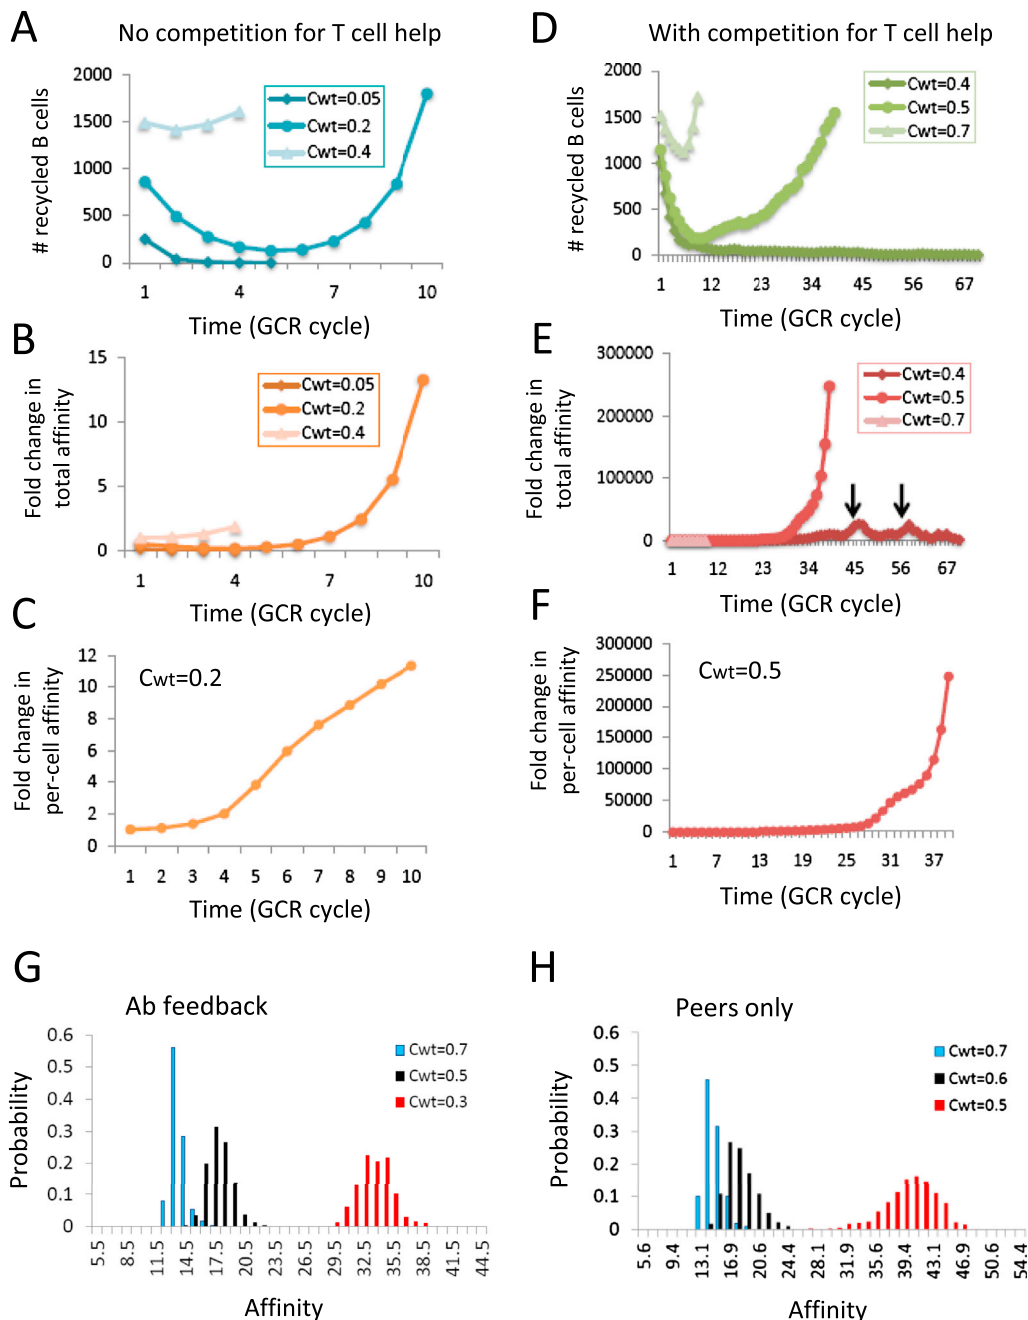 A
No competition for T cell help
# recycled B cells
2000
1500
1000
500
0
Cwt=0.05
Cwt=0.2
Cwt=0.4
1
4
7
10
Time (GCR cycle)
D
With competition for T cell help
# recycled B cells
2000
1500
1000
500
0
Cwt=0.4
Cwt=0.5
Cwt=0.7
1
12
23
34
45
56
67
Time (GCR cycle)
B
Fold change in
total affinity
15
10
5
0
Cwt=0.05
Cwt=0.2
Cwt=0.4
1
4
7
10
Time (GCR cycle)
E
Fold change in
total affinity
300000
200000
100000
0
Cwt=0.4
Cwt=0.5
Cwt=0.7
1
12
23
34
45
56
67
Time (GCR cycle)
C
Fold change in
per-cell affinity
12
10
8
6
4
2
0
Cwt=0.2
1
2
3
4
5
6
7
8
9
10
Time (GCR cycle)
F
Fold change in
per-cell affinity
300000
250000
200000
150000
100000
50000
0
Cwt=0.5
1
7
13
19
25
31
37
Time (GCR cycle)
G
Ab feedback
Probability
0.6
0.5
0.4
0.3
0.2
0.1
0
Cwt=0.7
Cwt=0.5
Cwt=0.3
5.5
8.5
11.5
14.5
17.5
20.5
23.5
26.5
29.5
32.5
35.5
38.5
41.5
44.5
Affinity
H
Peers only
Probability
0.6
0.5
0.4
0.3
0.2
0.1
0
Cwt=0.7
Cwt=0.6
Cwt=0.5
5.6
9.4
13.1
16.9
20.6
24.4
28.1
31.9
35.6
39.4
43.1
46.9
50.6
54.4
Affinity